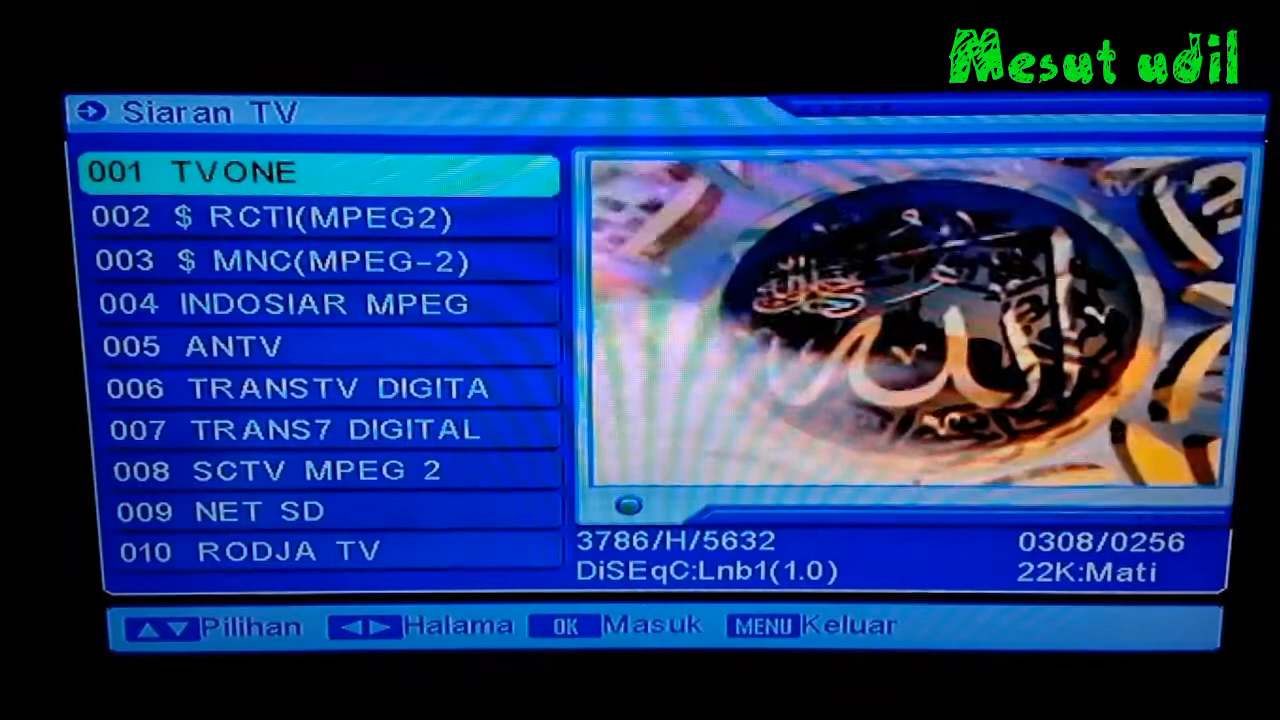 Mesut udil
Siaran TV
001 TVONE
002 $ RCTI(MPEG2)
003 $ MNC(MPEG-2)
004 INDOSIAR MPEG
005 ANTV
006 TRANSTV DIGITA
007 TRANS7 DIGITAL
008 SCTV MPEG 2
009 NET SD
010 RODJA TV
الله
3786/H/5632 0308/0256
DiSEqC:Lnb1(1.0) 22K:Mati
Pilihan Halama OK Masuk MENU Keluar